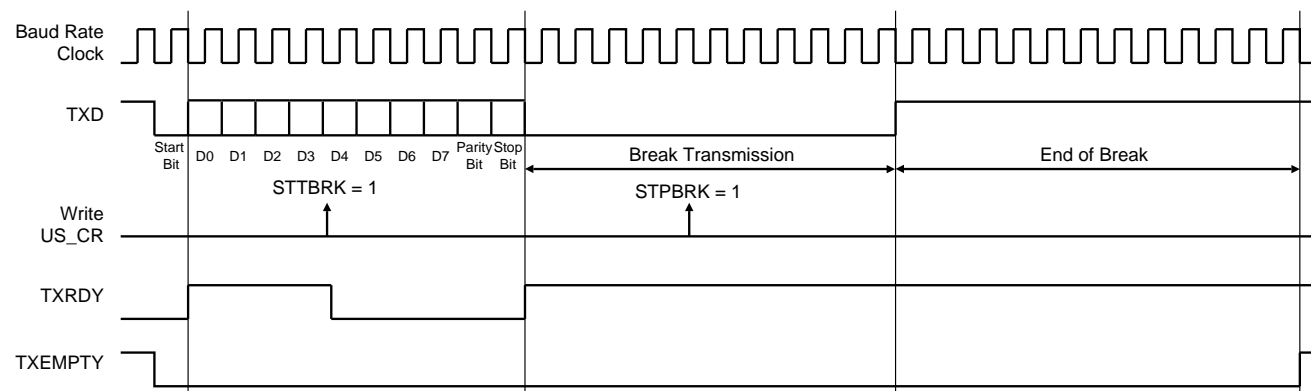 Baud Rate
Clock
TXD
Start
Bit
D0 D1 D2 D3 D4 D5 D6 D7
Parity
Bit
Stop
Bit
Break Transmission
End of Break
STTBRK = 1
STPBRK = 1
Write
US_CR
TXRDY
TXEMPTY